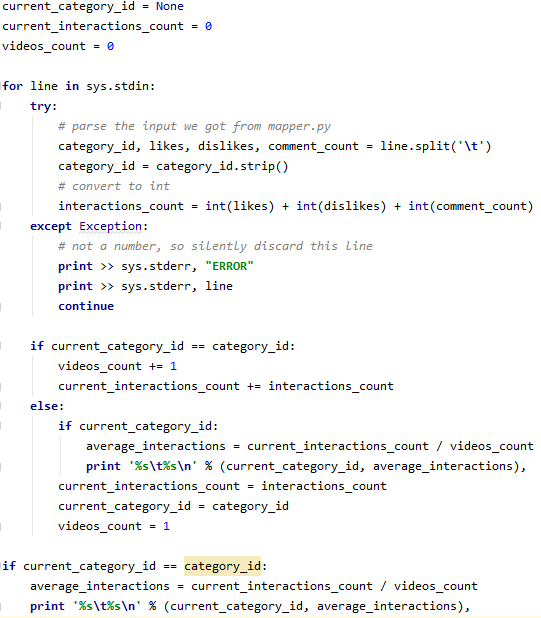 current_category_id = None
current_interactions_count = 0
videos_count = 0
for line in sys.stdin:
try:
# parse the input we got from mapper.py
category_id, likes, dislikes, comment_count = line.split('\t')
category_id = category_id.strip()
# convert to int
interactions_count = int(likes) + int(dislikes) + int(comment_count)
except Exception:
# not a number, so silently discard this line
print >> sys.stderr, "ERROR"
print >> sys.stderr, line
continue
if current_category_id == category_id:
videos_count += 1
current_interactions_count += interactions_count
else:
if current_category_id:
average_interactions = current_interactions_count / videos_count
print '%s\t%s\n' % (current_category_id, average_interactions),
current_interactions_count = interactions_count
current_category_id = category_id
videos_count = 1
if current_category_id == category_id:
average_interactions = current_interactions_count / videos_count
print '%s\t%s\n' % (current_category_id, average_interactions),